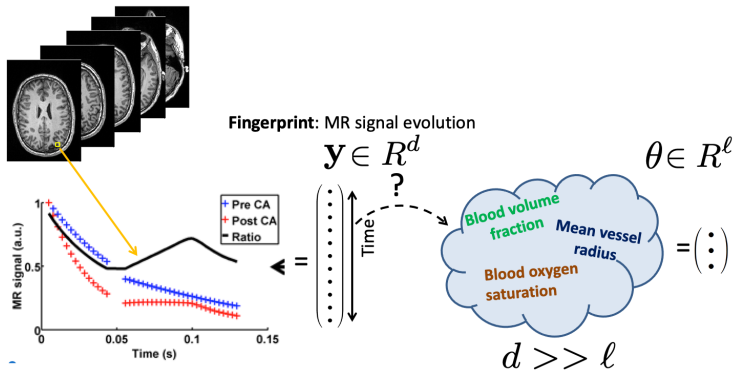 Fingerprint: MR signal evolution
y ∈ R^d
θ ∈ R^ℓ
?
Time
Blood volume
fraction
Mean vessel
radius
Blood oxygen
saturation
=
=
d >> ℓ
MR signal (a.u.)
1
0.5
0
+ Pre CA
+ Post CA
Ratio
0 0.05 0.1 0.15
Time (s)